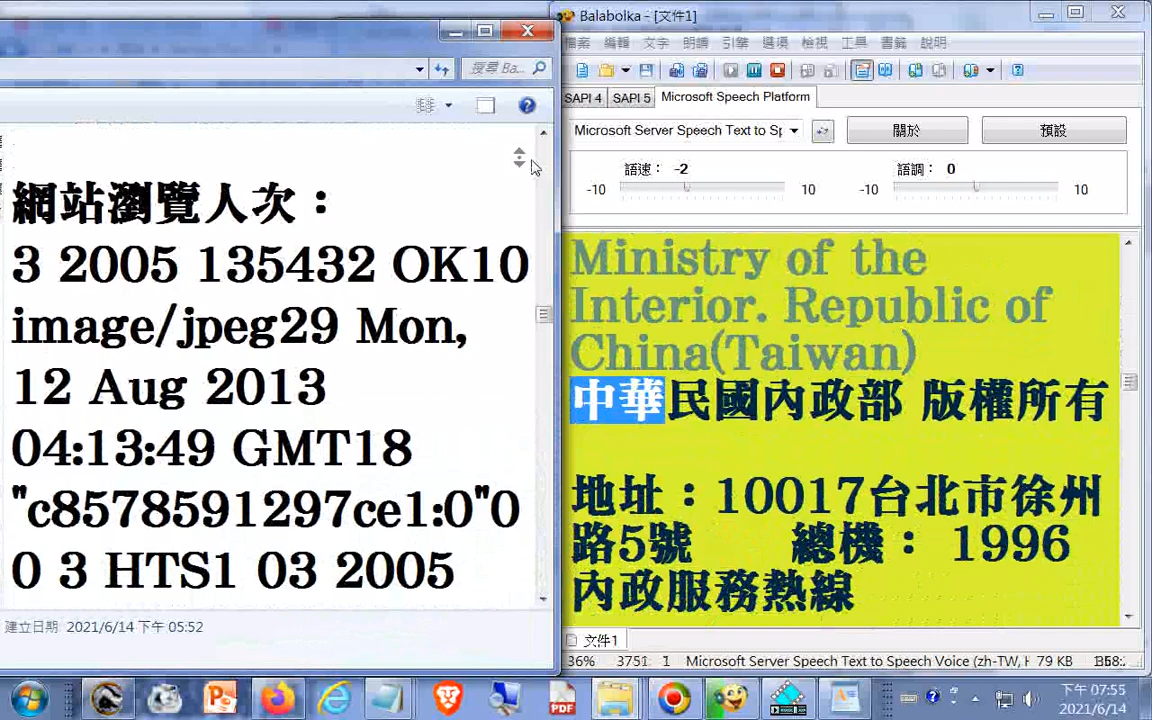 搜尋 Ba...
網站瀏覽人次：
3 2005 135432 OK10
image/jpeg29 Mon,
12 Aug 2013
04:13:49 GMT18
"c8578591297ce1:0"0
0 3 HTS1 03 2005
建立日期: 2021/6/14 下午 05:52
Balabolka - [文件1]
檔案 編輯 文字 朗讀 引擎 選項 檢視 工具 書籤 說明
SAPI 4 SAPI 5 Microsoft Speech Platform
Microsoft Server Speech Text to Sp
關於 預設
語速： -2 語調： 0
-10 10 -10 10
Ministry of the
Interior. Republic of
China(Taiwan)
中華民國內政部 版權所有
地址：10017台北市徐州
路5號 總機： 1996
內政服務熱線
文件1
36% 3751: 1 Microsoft Server Speech Text to Speech Voice (zh-TW, H 79 KB
PDF
下午 07:55
2021/6/14